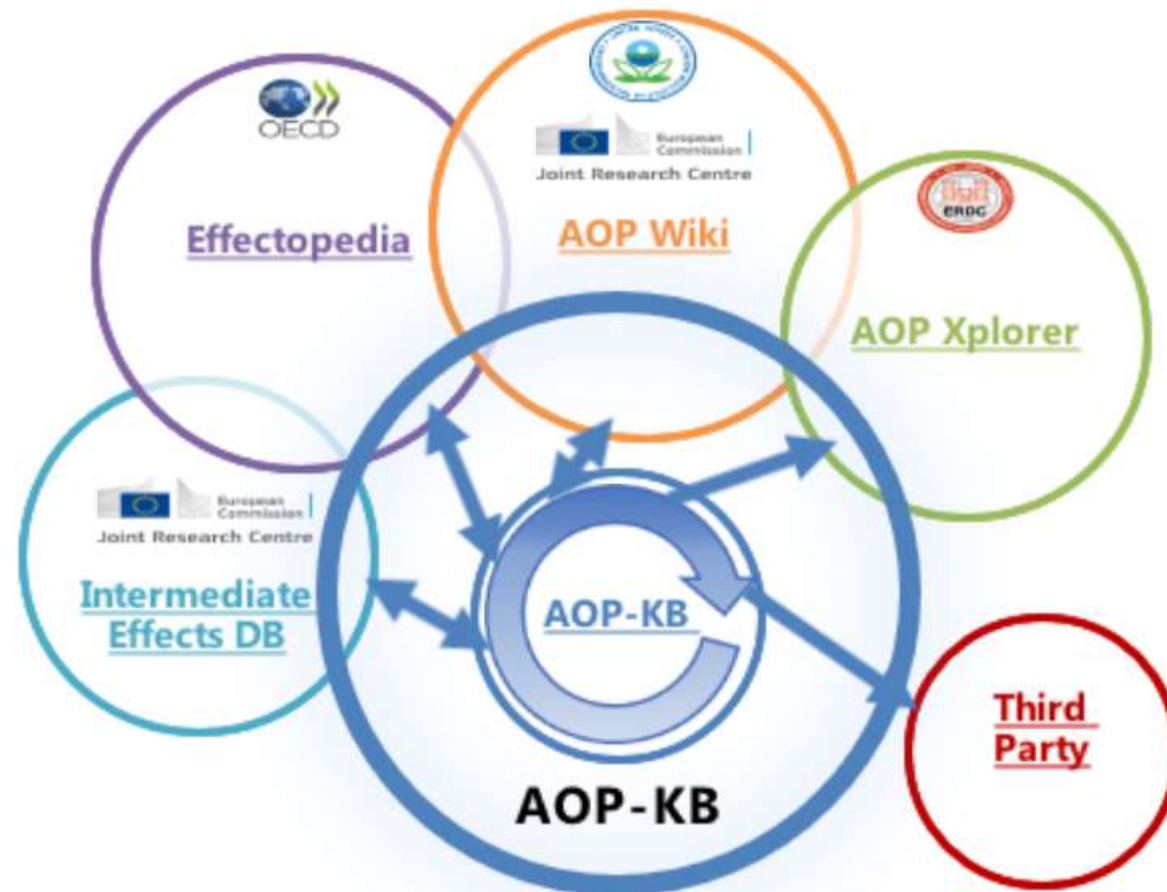 OECD
European
Commission
Joint Research Centre
Effectopedia
AOP Wiki
ERDC
AOP Xplorer
European
Commission
Joint Research Centre
Intermediate
Effects DB
AOP-KB
Third
Party
AOP-KB